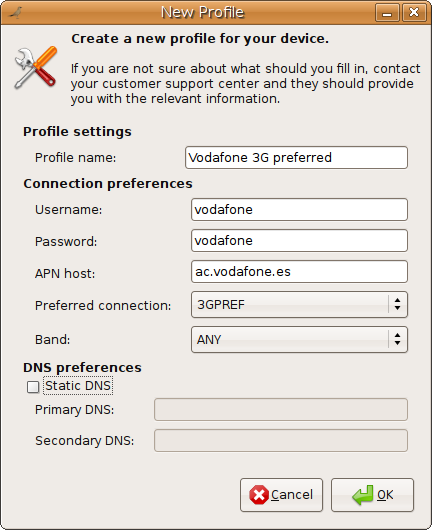 New Profile
Create a new profile for your device.
If you are not sure about what should you fill in, contact
your customer support center and they should provide
you with the relevant information.
Profile settings
Profile name: Vodafone 3G preferred
Connection preferences
Username: vodafone
Password: vodafone
APN host: ac.vodafone.es
Preferred connection: 3GPREF
Band: ANY
DNS preferences
Static DNS
Primary DNS:
Secondary DNS:
Cancel OK